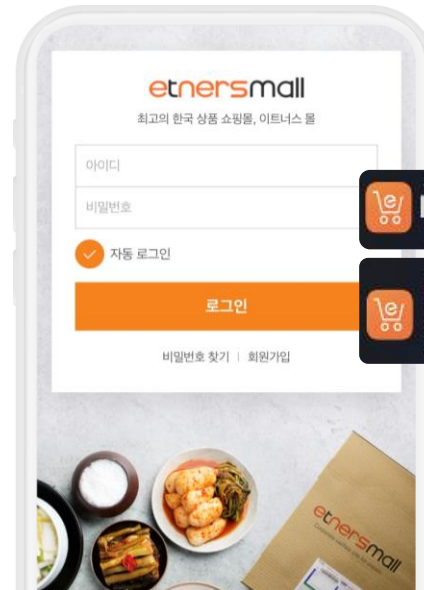 etnersmall
최고의 한국 상품 쇼핑몰, 이트너스 몰
아이디
비밀번호
자동 로그인
로그인
비밀번호 찾기 | 회원가입
etnersmall